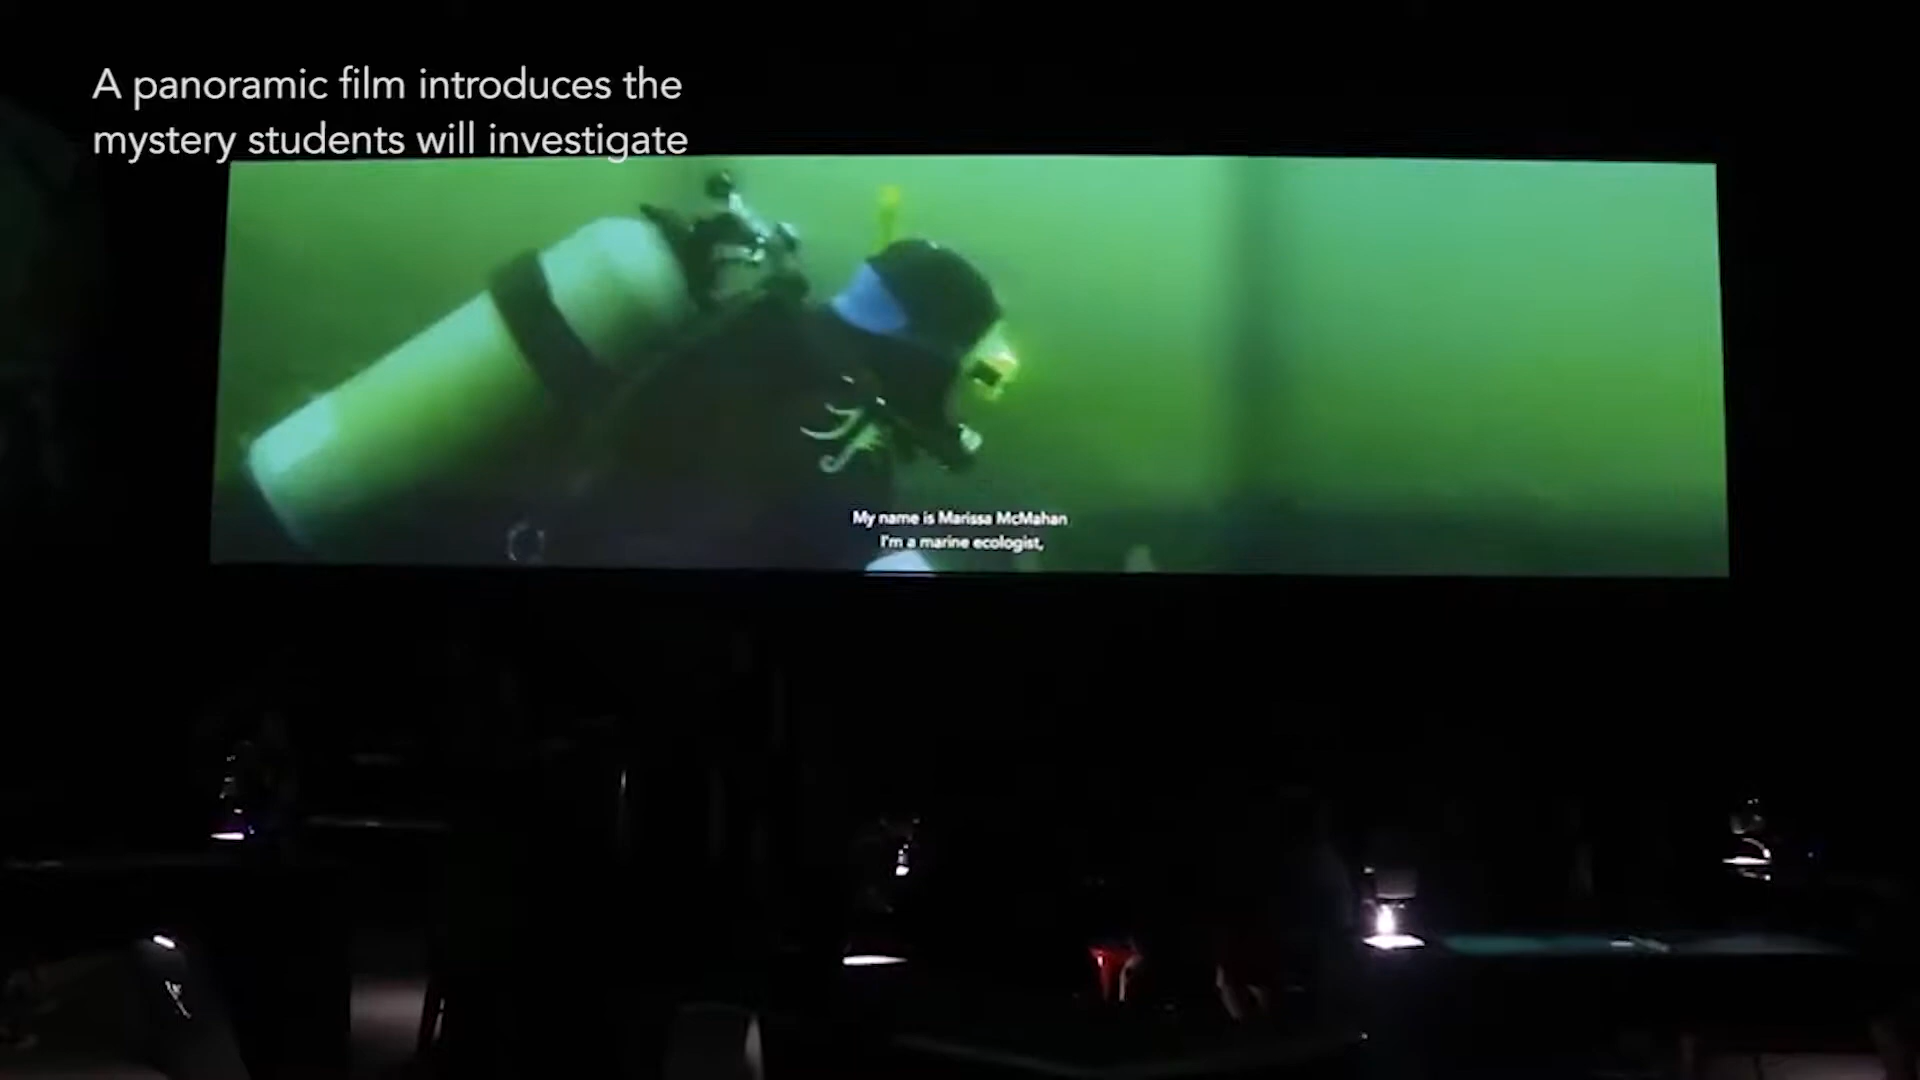 A panoramic film introduces the
mystery students will investigate
My name is Marissa McMahan
I'm a marine ecologist,